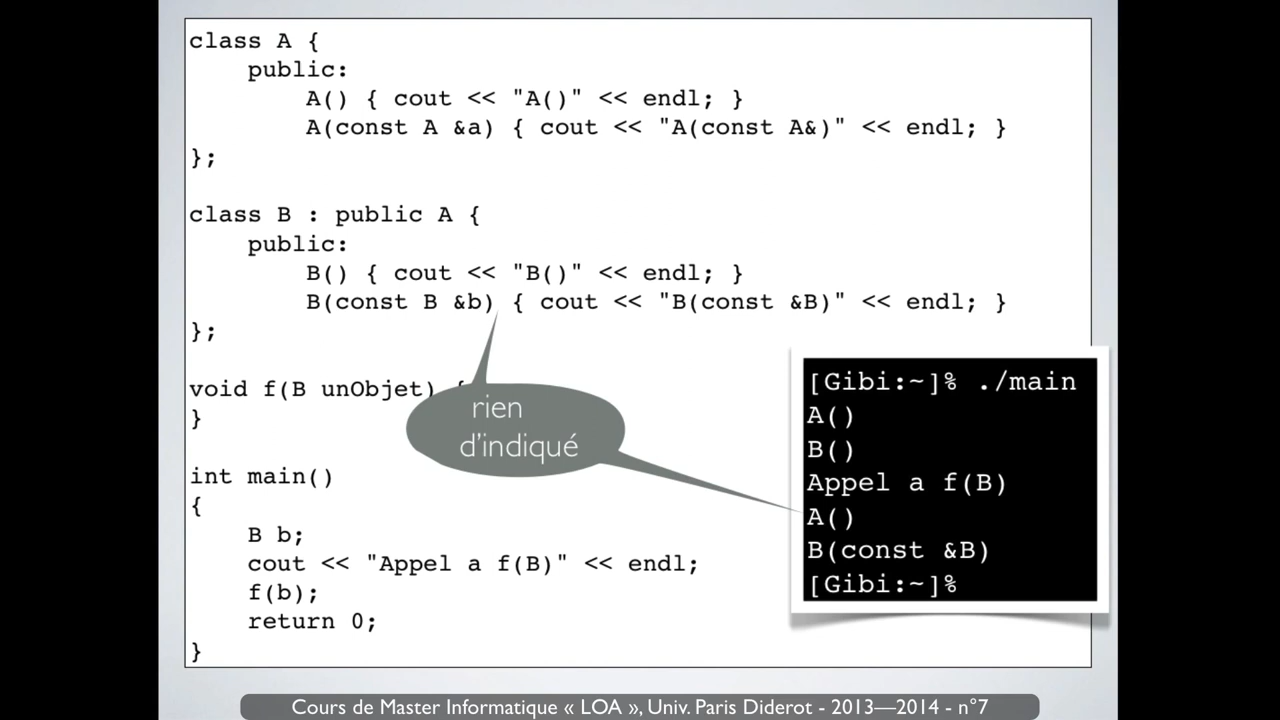 class A {
    public:
        A() { cout << "A()" << endl; }
        A(const A &a) { cout << "A(const A&)" << endl; }
};
class B : public A {
    public:
        B() { cout << "B()" << endl; }
        B(const B &b) { cout << "B(const &B)" << endl; }
};
void f(B unObjet) {
}
rien
d'indiqué
int main()
{
    B b;
    cout << "Appel a f(B)" << endl;
    f(b);
    return 0;
}
[Gibi:~]% ./main
A()
B()
Appel a f(B)
A()
B(const &B)
[Gibi:~]%
Cours de Master Informatique « LOA », Univ. Paris Diderot - 2013—2014 - n°7